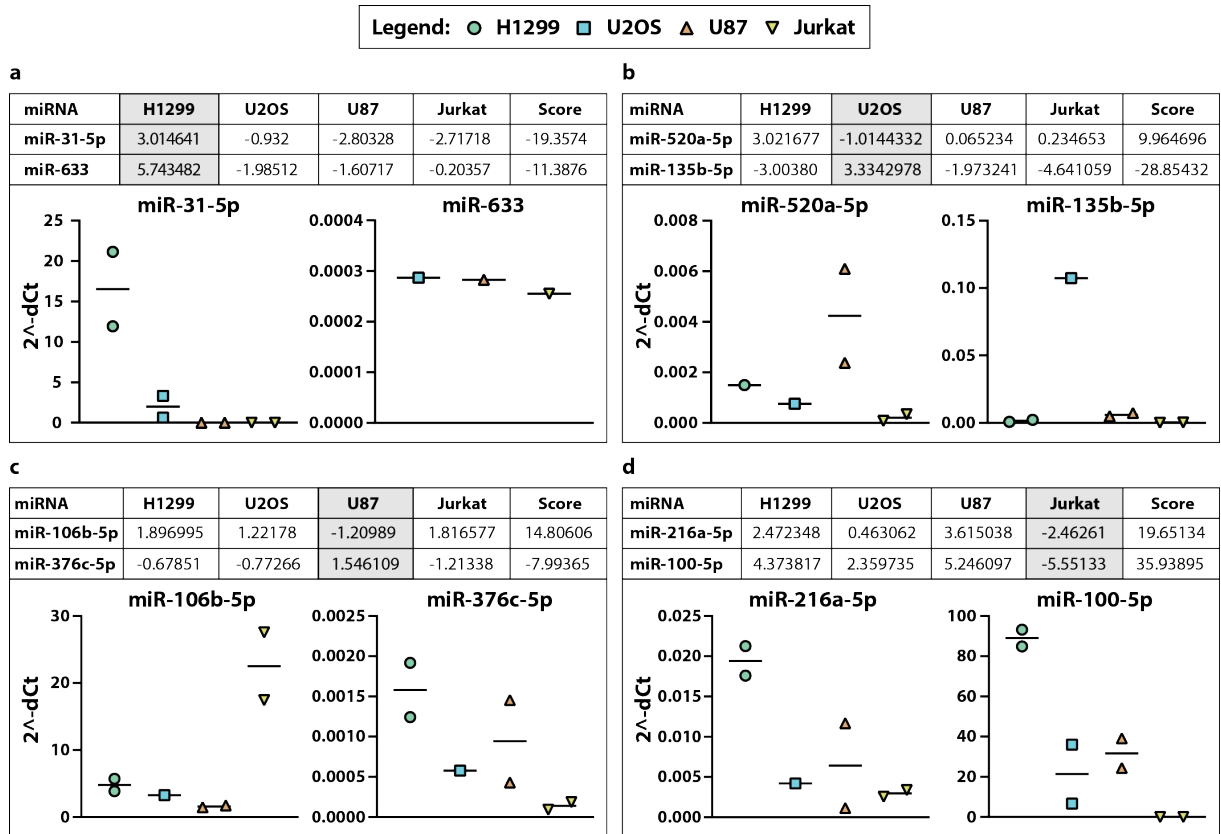 Legend: H1299 U2OS U87 Jurkat
a
miRNA H1299 U2OS U87 Jurkat Score
miR-31-5p 3.014641 -0.932 -2.80328 -2.71718 -19.3574
miR-633 5.743482 -1.98512 -1.60717 -0.20357 -11.3876
miR-31-5p
25
20
15
10
5
0
2^-dCt
miR-633
0.0004
0.0003
0.0002
0.0001
0.0000
b
miRNA H1299 U2OS U87 Jurkat Score
miR-520a-5p 3.021677 -1.0144332 0.065234 0.234653 9.964696
miR-135b-5p -3.00380 3.3342978 -1.973241 -4.641059 -28.85432
miR-520a-5p
0.008
0.006
0.004
0.002
0.000
2^-dCt
miR-135b-5p
0.15
0.10
0.05
0.00
c
miRNA H1299 U2OS U87 Jurkat Score
miR-106b-5p 1.896995 1.22178 -1.20989 1.816577 14.80606
miR-376c-5p -0.67851 -0.77266 1.546109 -1.21338 -7.99365
miR-106b-5p
30
20
10
0
2^-dCt
miR-376c-5p
0.0025
0.0020
0.0015
0.0010
0.0005
0.0000
d
miRNA H1299 U2OS U87 Jurkat Score
miR-216a-5p 2.472348 0.463062 3.615038 -2.46261 19.65134
miR-100-5p 4.373817 2.359735 5.246097 -5.55133 35.93895
miR-216a-5p
0.025
0.020
0.015
0.010
0.005
0.000
2^-dCt
miR-100-5p
100
80
60
40
20
0